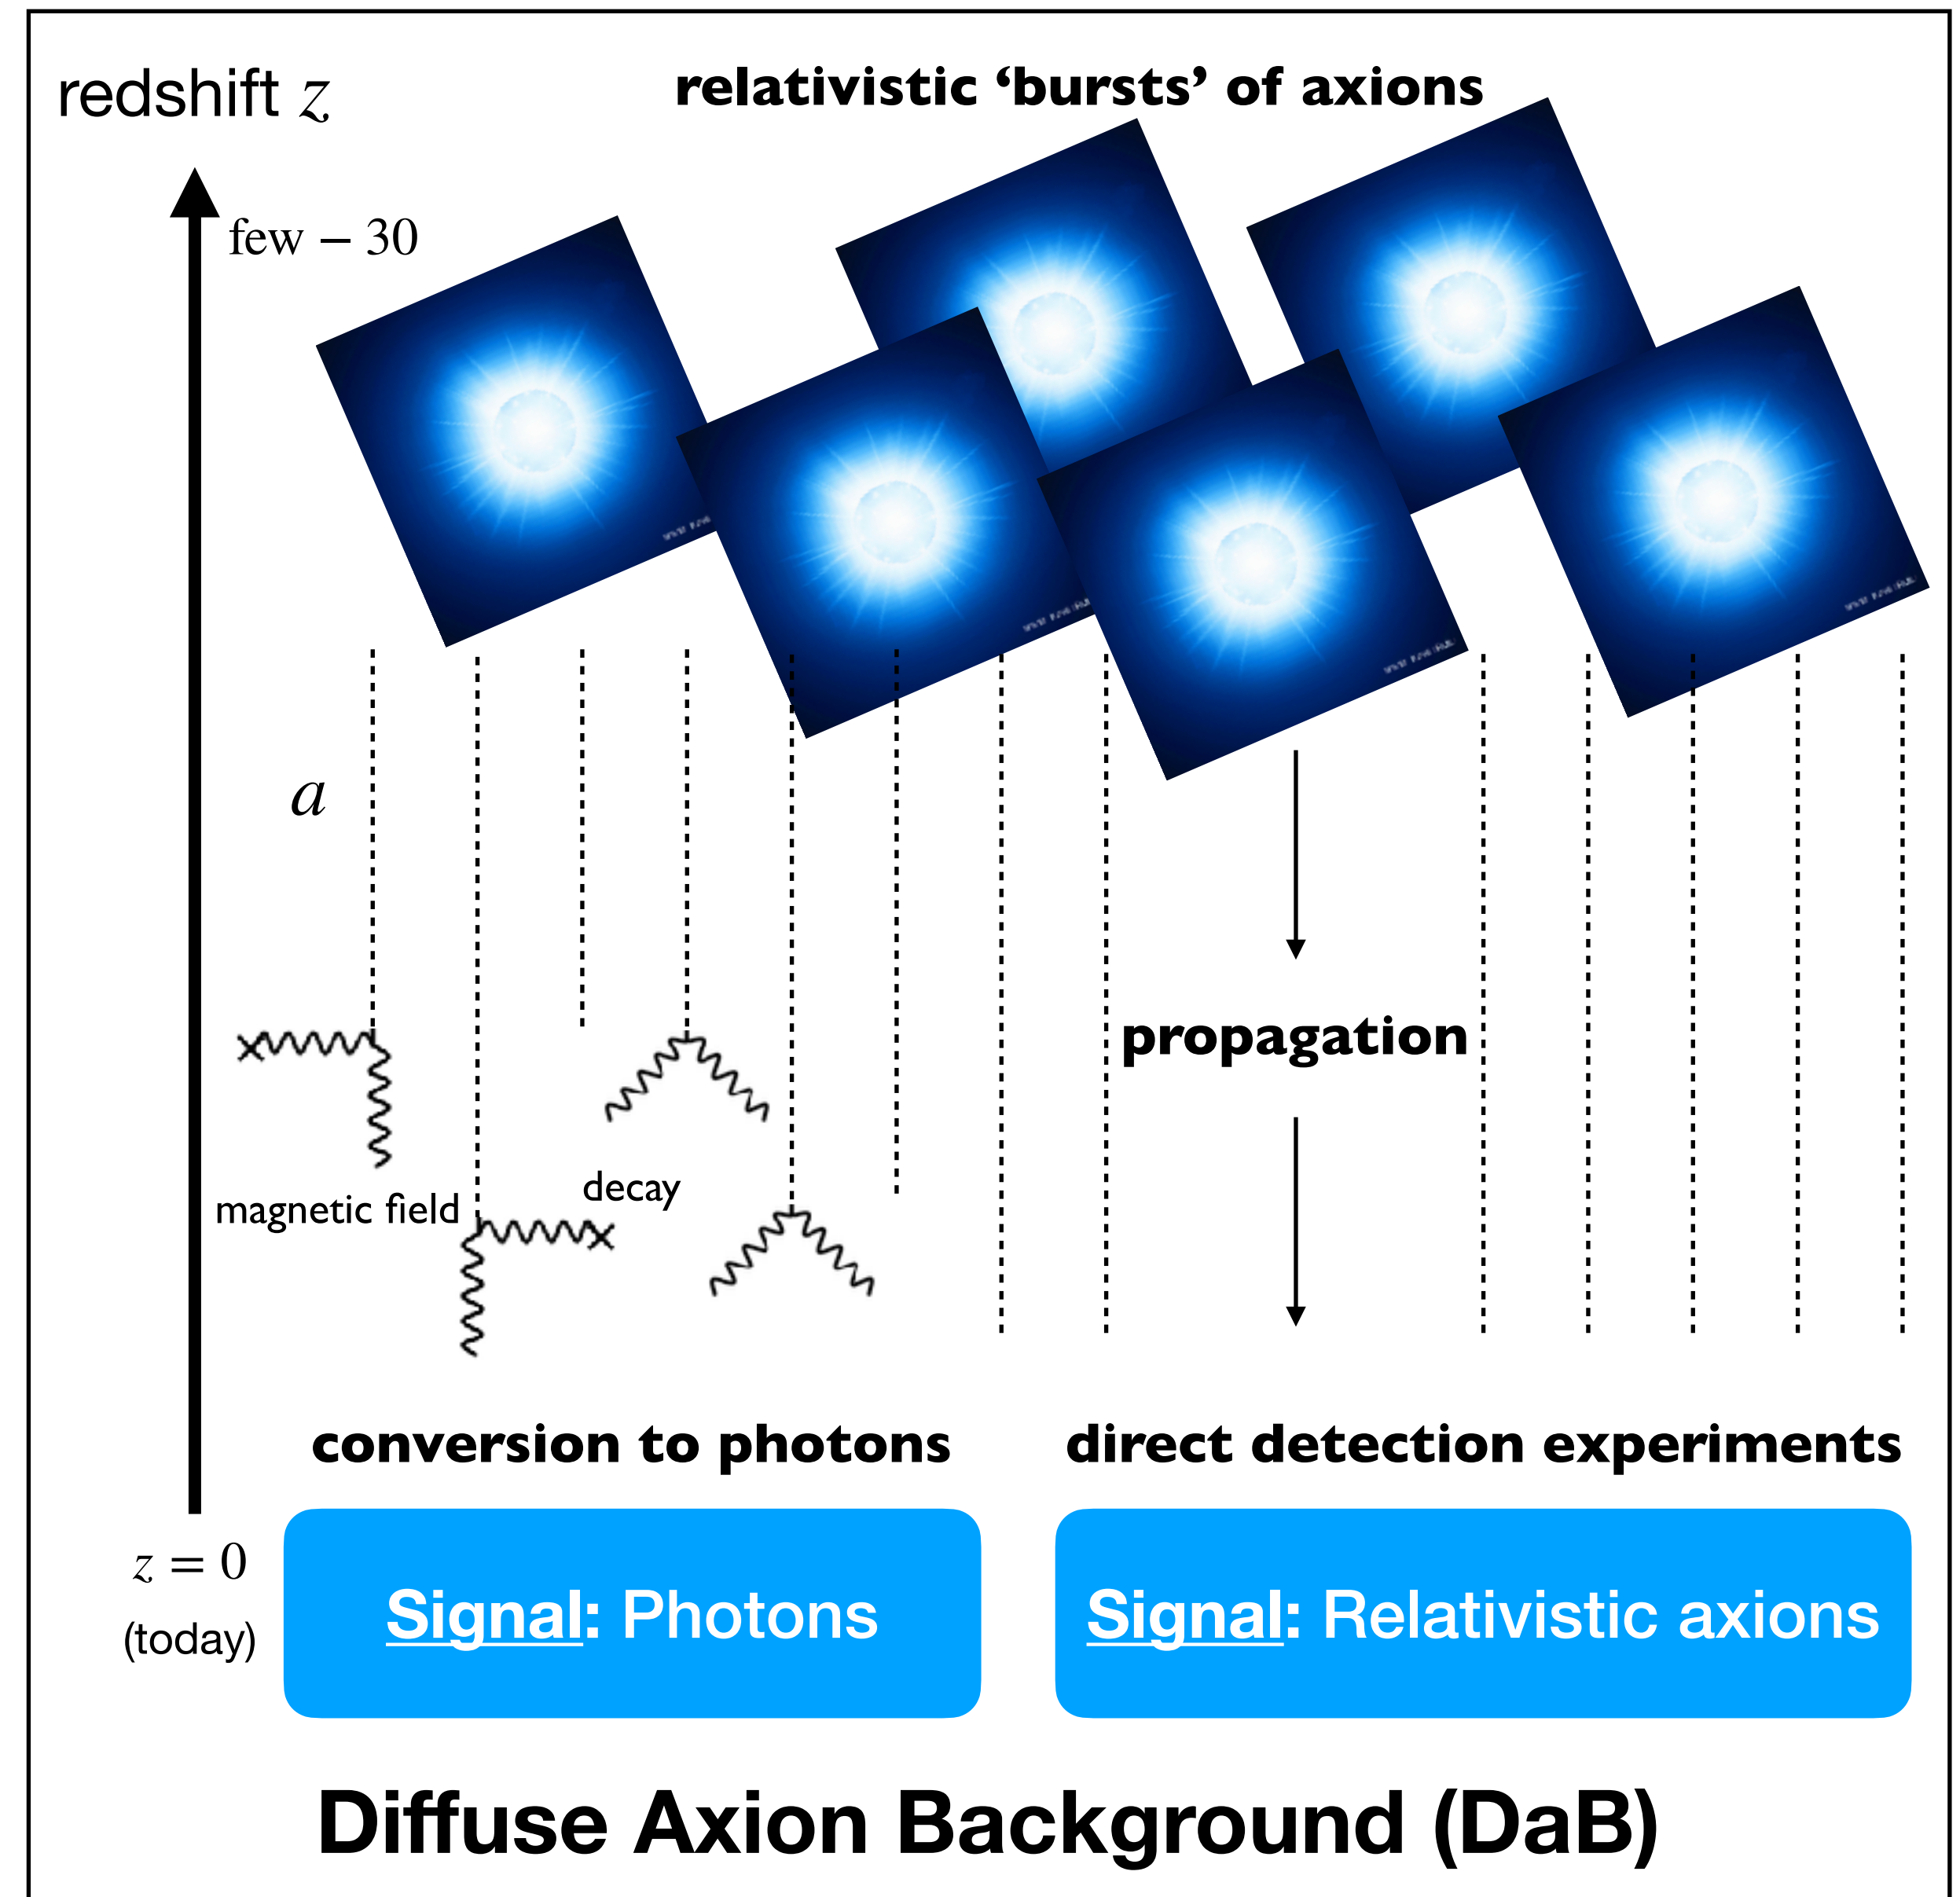 redshift z
relativistic ‘bursts’ of axions
few – 30
a
propagation
magnetic field
decay
conversion to photons
direct detection experiments
z = 0
(today)
Signal: Photons
Signal: Relativistic axions
Diffuse Axion Background (DaB)